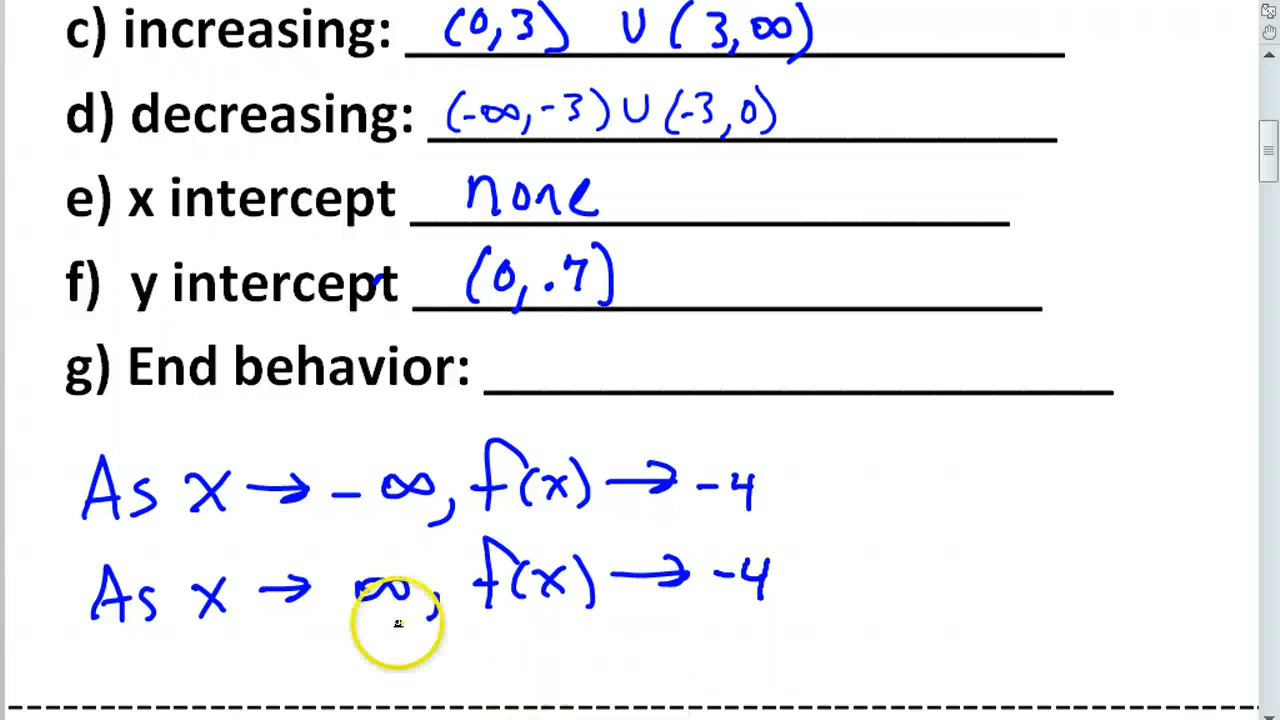 c) increasing: (0,3) ∪ (3,∞)
d) decreasing: (-∞,-3) ∪ (-3,0)
e) x intercept none
f) y intercept (0, .7)
g) End behavior:
As x → -∞, f(x) → -4
As x → ∞, f(x) → -4